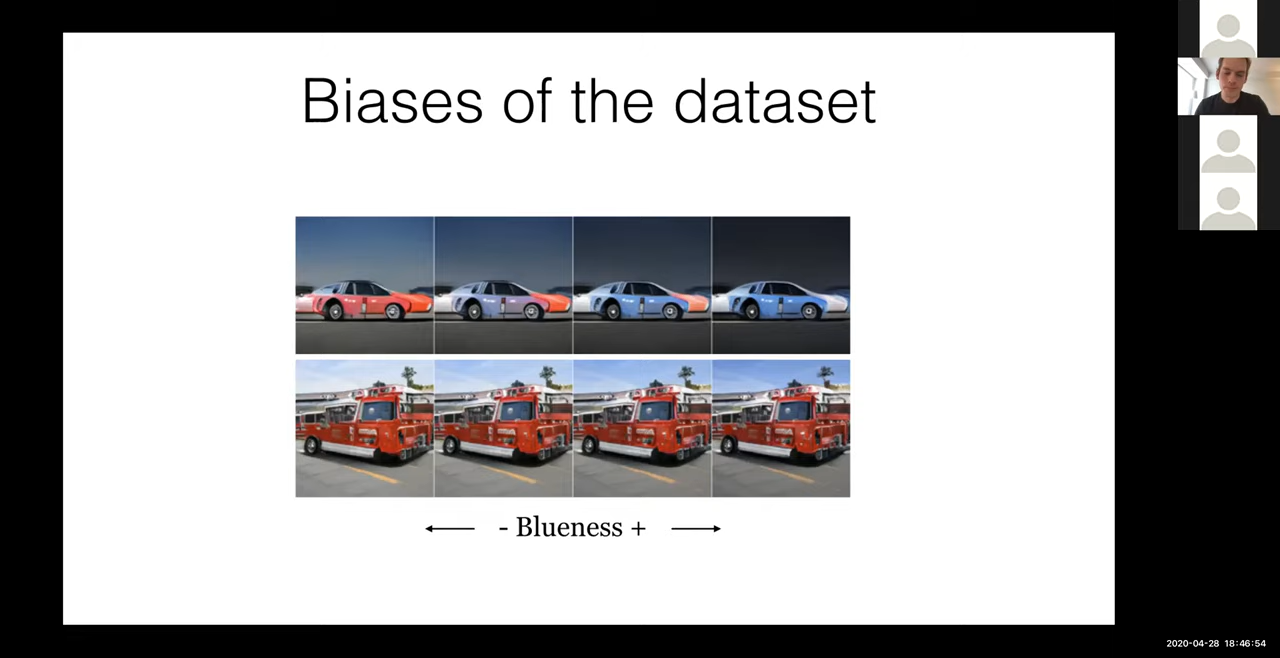 Biases of the dataset
- Blueness +
2020-04-28 18:46:54